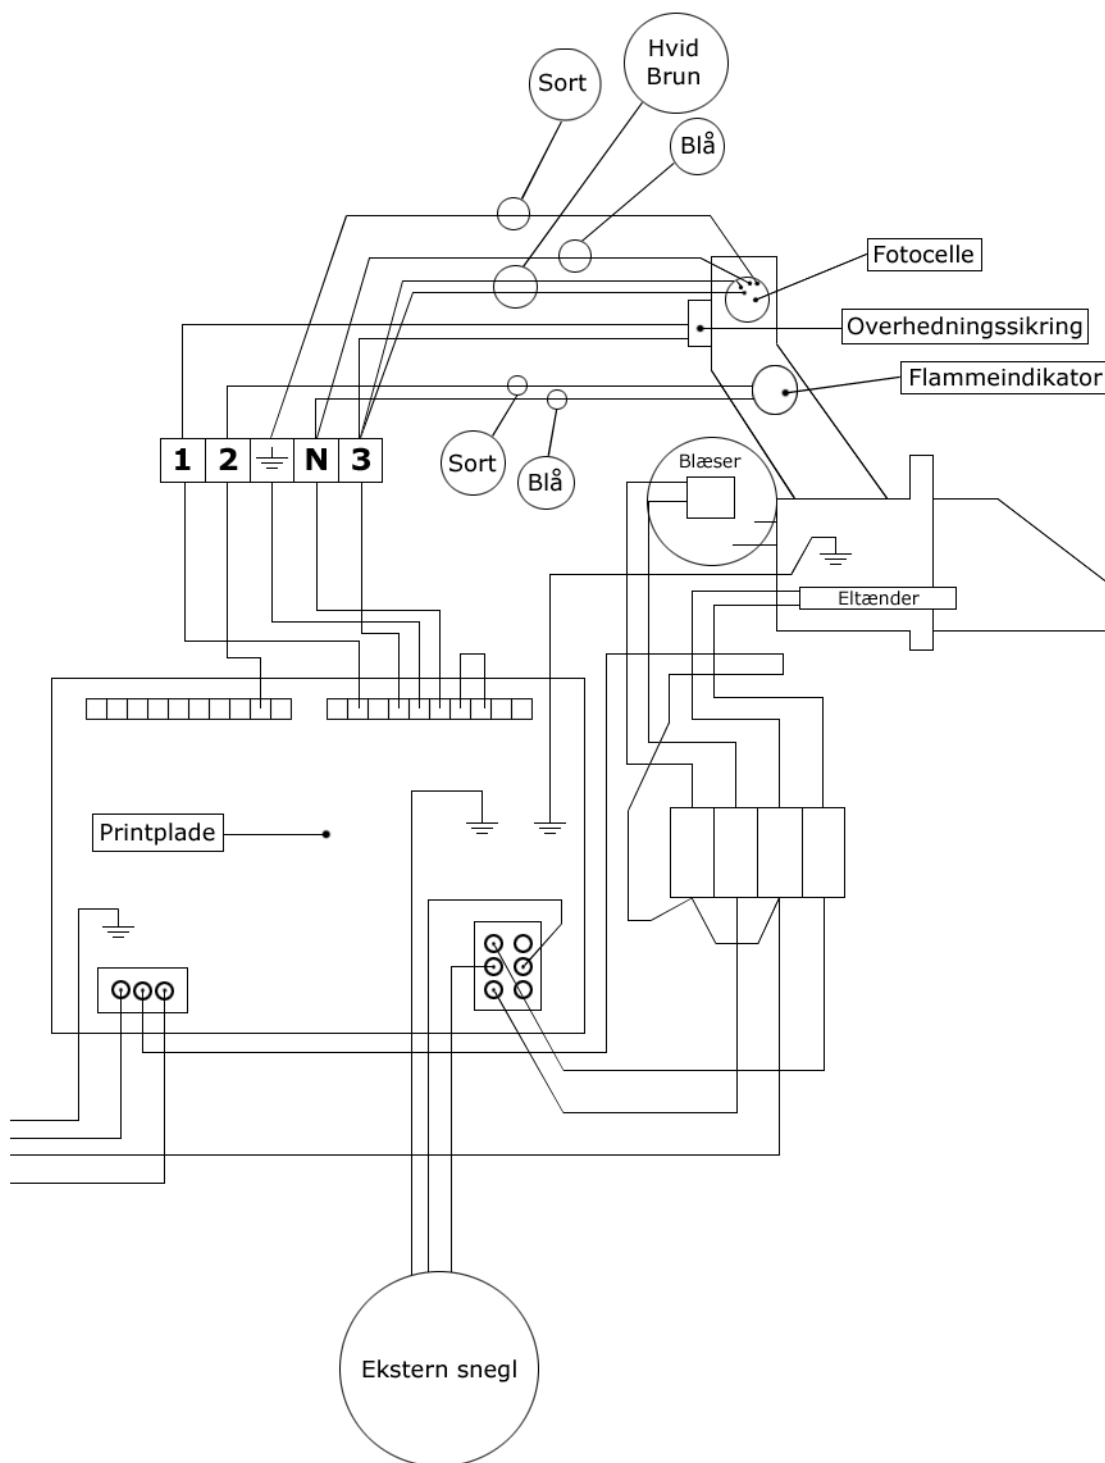 Hvid
Brun
Sort
Blå
Fotocelle
Overhedningssikring
Flammeindikator
1 2 N 3
Sort
Blå
Blæser
Eltænder
Printplade
Ekstern snegl